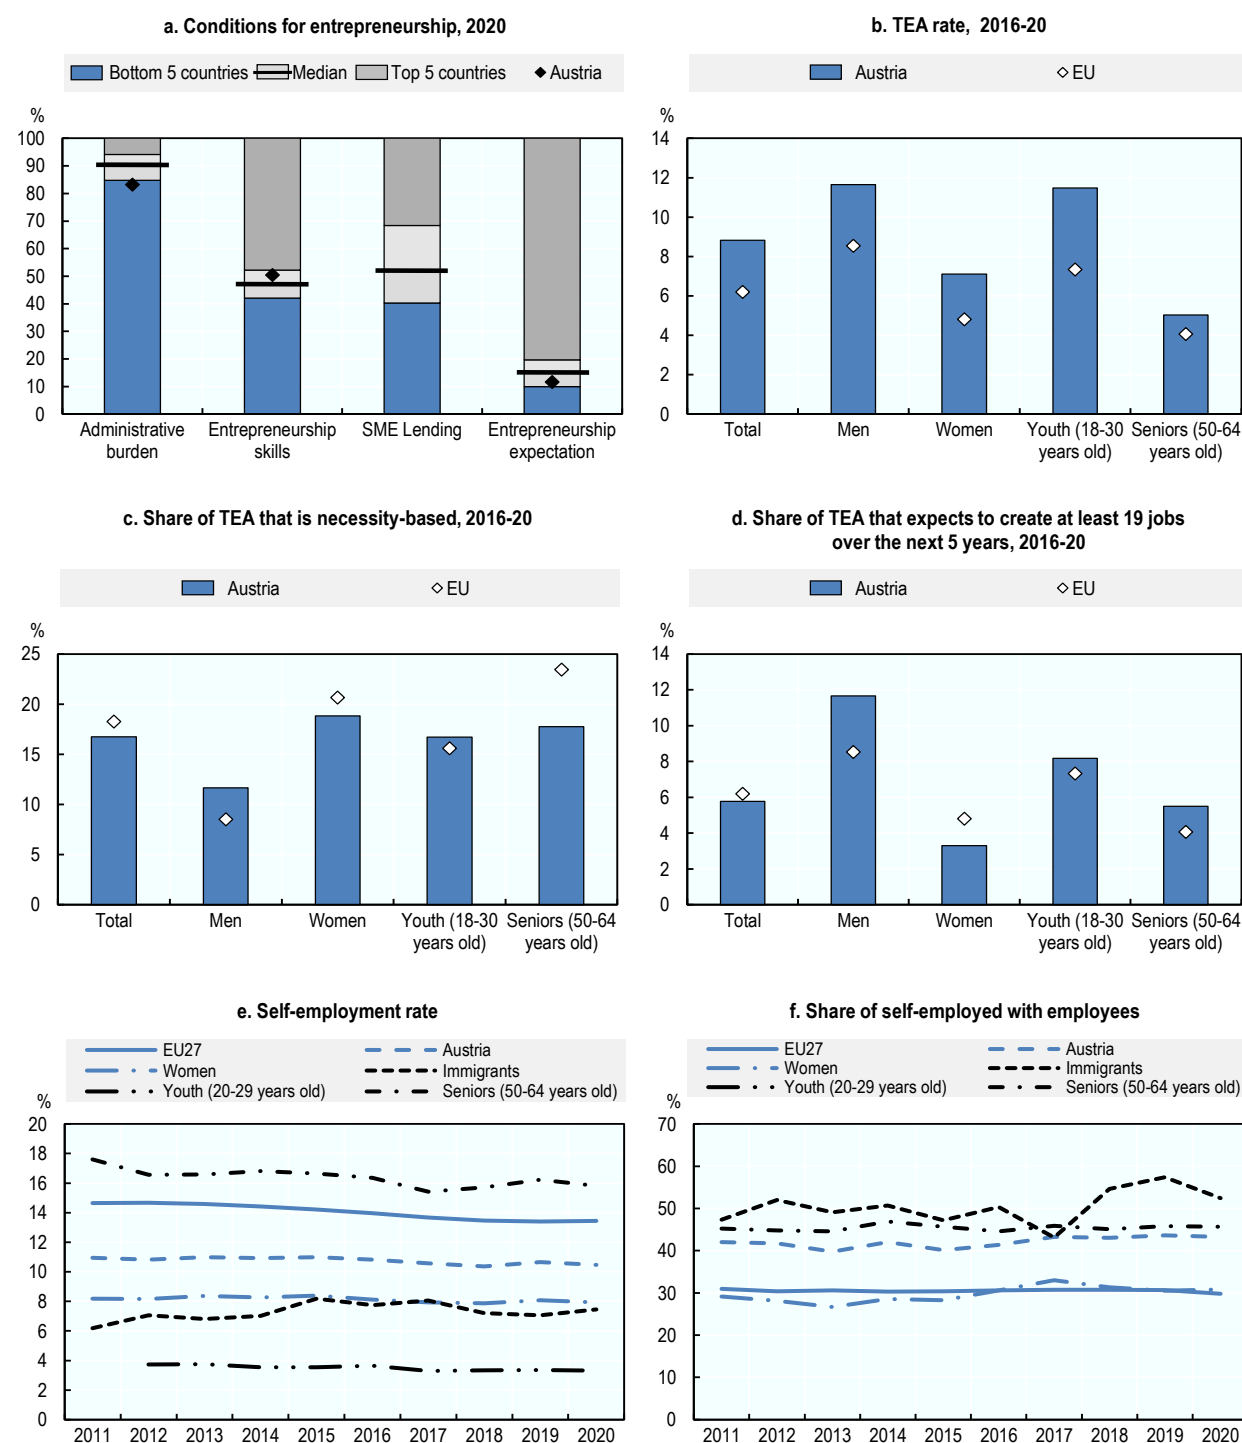 a. Conditions for entrepreneurship, 2020
Bottom 5 countries Median Top 5 countries Austria
%
100
90
80
70
60
50
40
30
20
10
0
Administrative burden
Entrepreneurship skills
SME Lending
Entrepreneurship expectation
b. TEA rate, 2016-20
Austria EU
%
14
12
10
8
6
4
2
0
Total
Men
Women
Youth (18-30 years old)
Seniors (50-64 years old)
c. Share of TEA that is necessity-based, 2016-20
Austria EU
%
25
20
15
10
5
0
Total
Men
Women
Youth (18-30 years old)
Seniors (50-64 years old)
d. Share of TEA that expects to create at least 19 jobs
over the next 5 years, 2016-20
Austria EU
%
14
12
10
8
6
4
2
0
Total
Men
Women
Youth (18-30 years old)
Seniors (50-64 years old)
e. Self-employment rate
EU27 Austria
Women Immigrants
Youth (20-29 years old) Seniors (50-64 years old)
%
20
18
16
14
12
10
8
6
4
2
0
2011 2012 2013 2014 2015 2016 2017 2018 2019 2020
f. Share of self-employed with employees
EU27 Austria
Women Immigrants
Youth (20-29 years old) Seniors (50-64 years old)
%
70
60
50
40
30
20
10
0
2011 2012 2013 2014 2015 2016 2017 2018 2019 2020